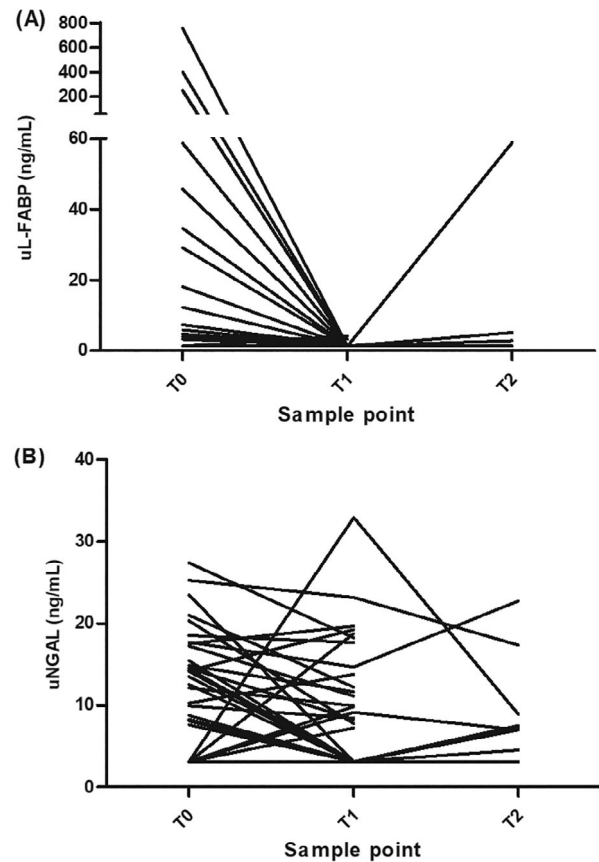 (A)
800
600
400
200
60
40
20
0
uL-FABP (ng/mL)
T0
T1
T2
Sample point
(B)
40
30
20
10
0
uNGAL (ng/mL)
T0
T1
T2
Sample point